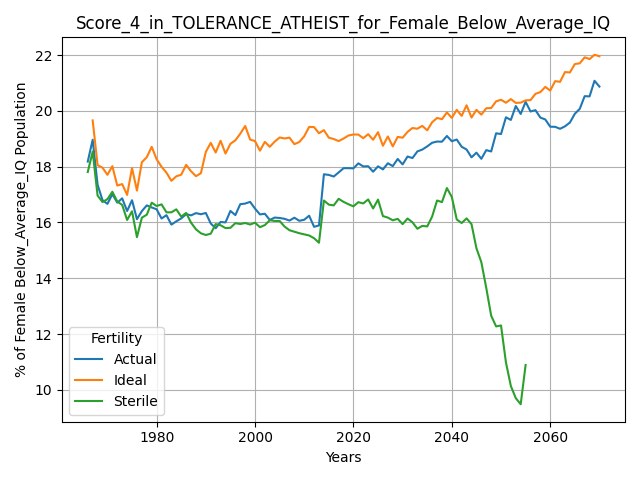 Score_4_in_TOLERANCE_ATHEIST_for_Female_Below_Average_IQ
% of Female Below_Average_IQ Population
22
20
18
16
14
12
10
Fertility
Actual
Ideal
Sterile
1980
2000
2020
2040
2060
Years